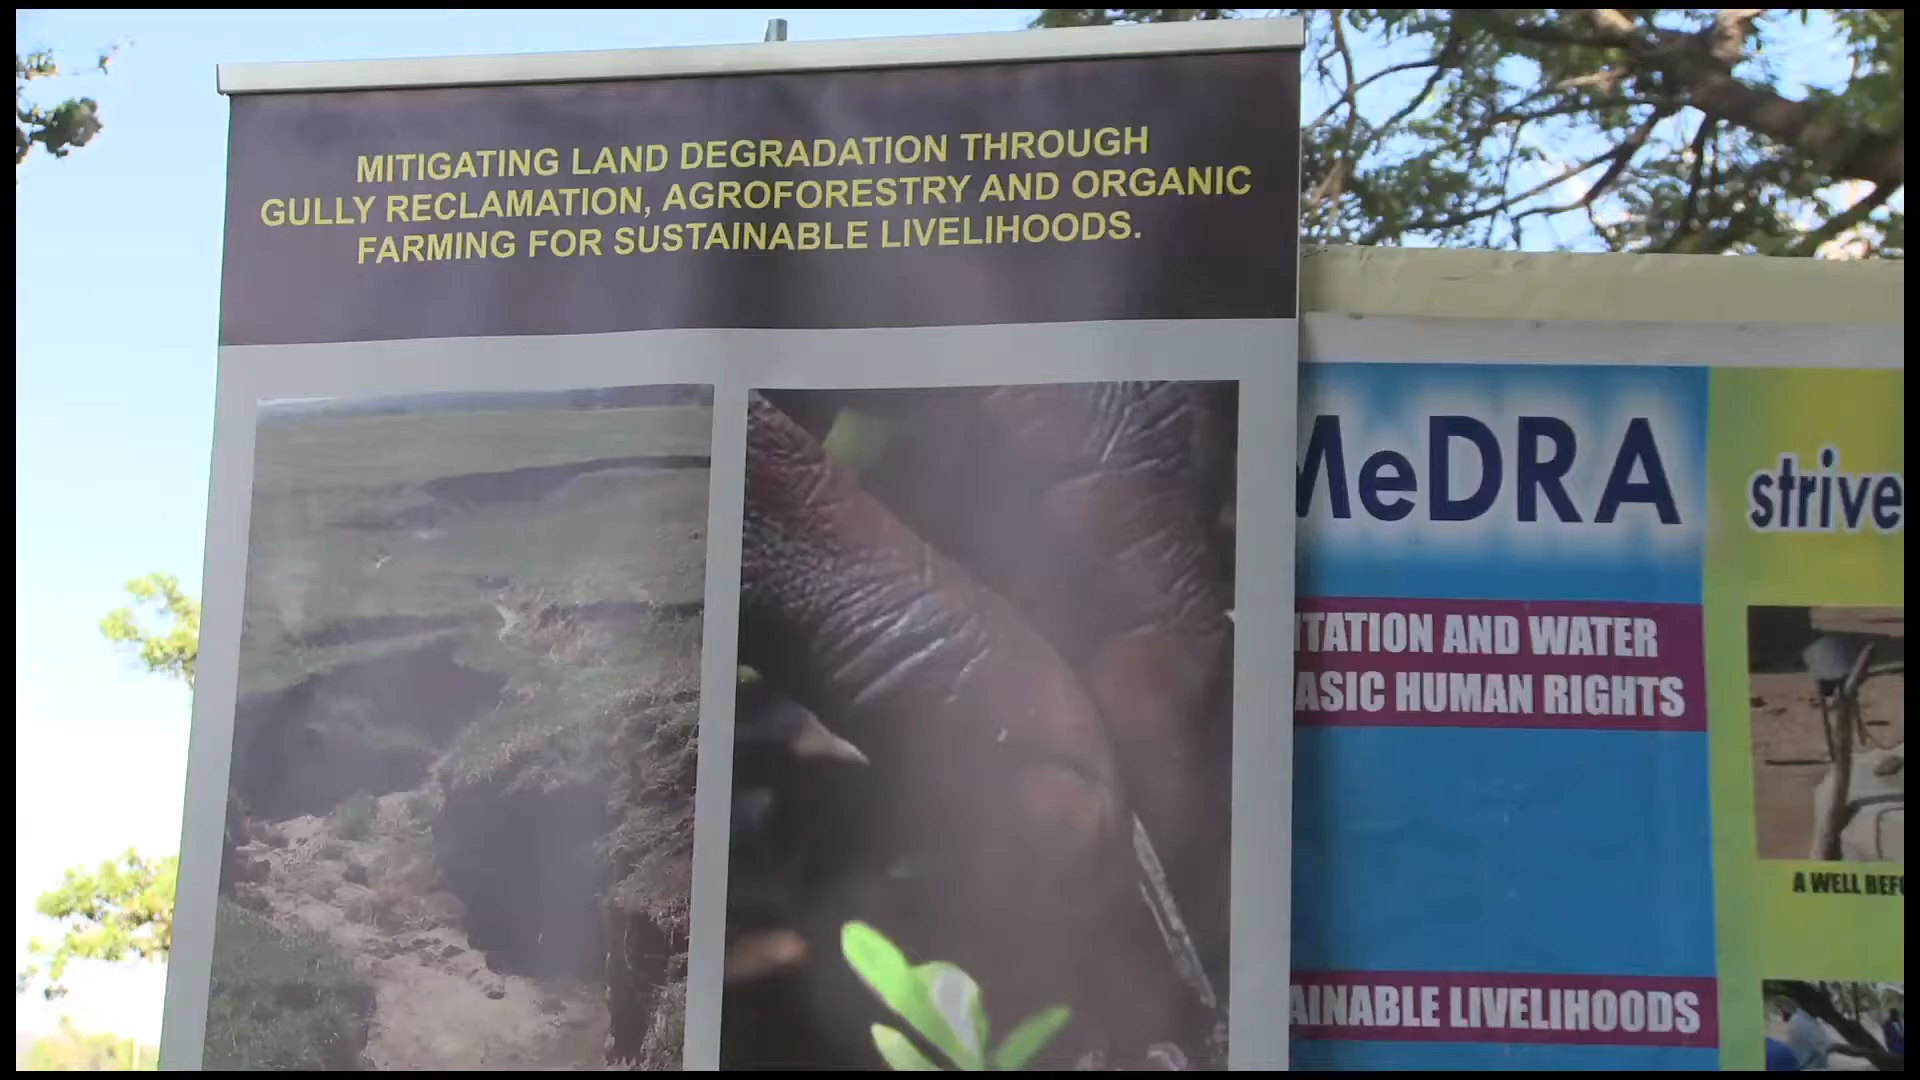 MITIGATING LAND DEGRADATION THROUGH
GULLY RECLAMATION, AGROFORESTRY AND ORGANIC
FARMING FOR SUSTAINABLE LIVELIHOODS.
MeDRA
strive
TATION AND WATER
ASIC HUMAN RIGHTS
A WELL BEF
AINABLE LIVELIHOODS